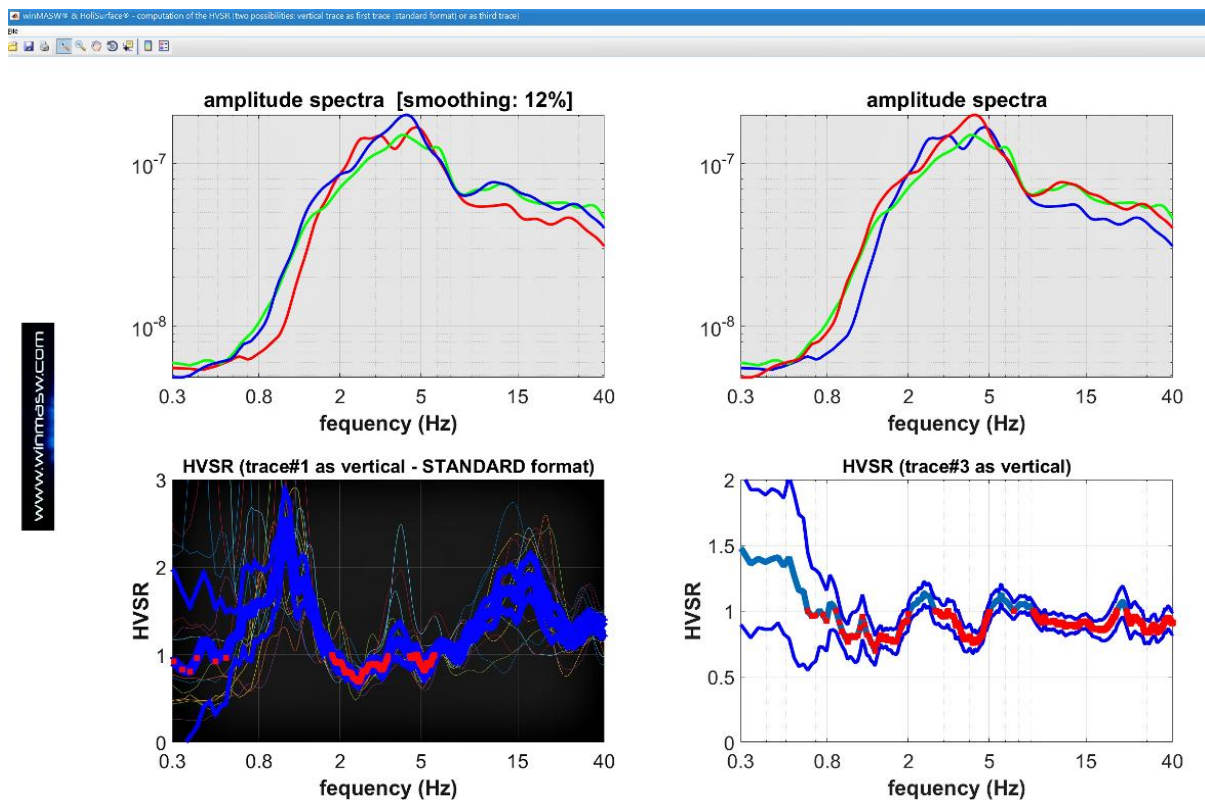 winMASW® & HoliSurface® - computation of the HVSR (two possibilities: vertical trace as first trace (standard format) or as third trace)
File
amplitude spectra [smoothing: 12%]
10-7
10-8
0.3 0.8 2 5 15 40
fequency (Hz)
amplitude spectra
10-7
10-8
0.3 0.8 2 5 15 40
fequency (Hz)
www.winmasw.com
HVSR (trace#1 as vertical - STANDARD format)
HVSR
3
2
1
0
0.3 0.8 2 5 15 40
fequency (Hz)
HVSR (trace#3 as vertical)
HVSR
2
1.5
1
0.5
0
0.3 0.8 2 5 15 40
fequency (Hz)